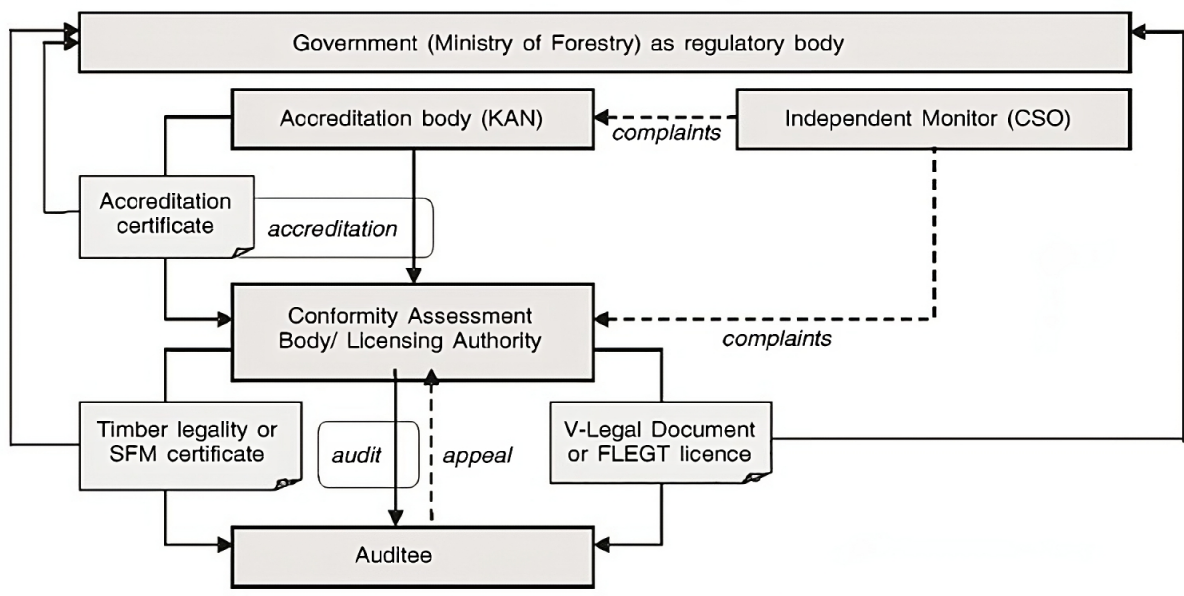 Government (Ministry of Forestry) as regulatory body
Accreditation body (KAN)
complaints
Independent Monitor (CSO)
Accreditation
certificate
accreditation
Conformity Assessment
Body/ Licensing Authority
complaints
Timber legality or
SFM certificate
audit
appeal
V-Legal Document
or FLEGT licence
Auditee